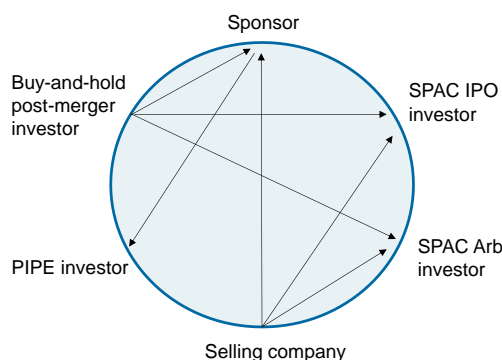 Sponsor
Buy-and-hold
post-merger
investor
SPAC IPO
investor
PIPE investor
SPAC Arb
investor
Selling company